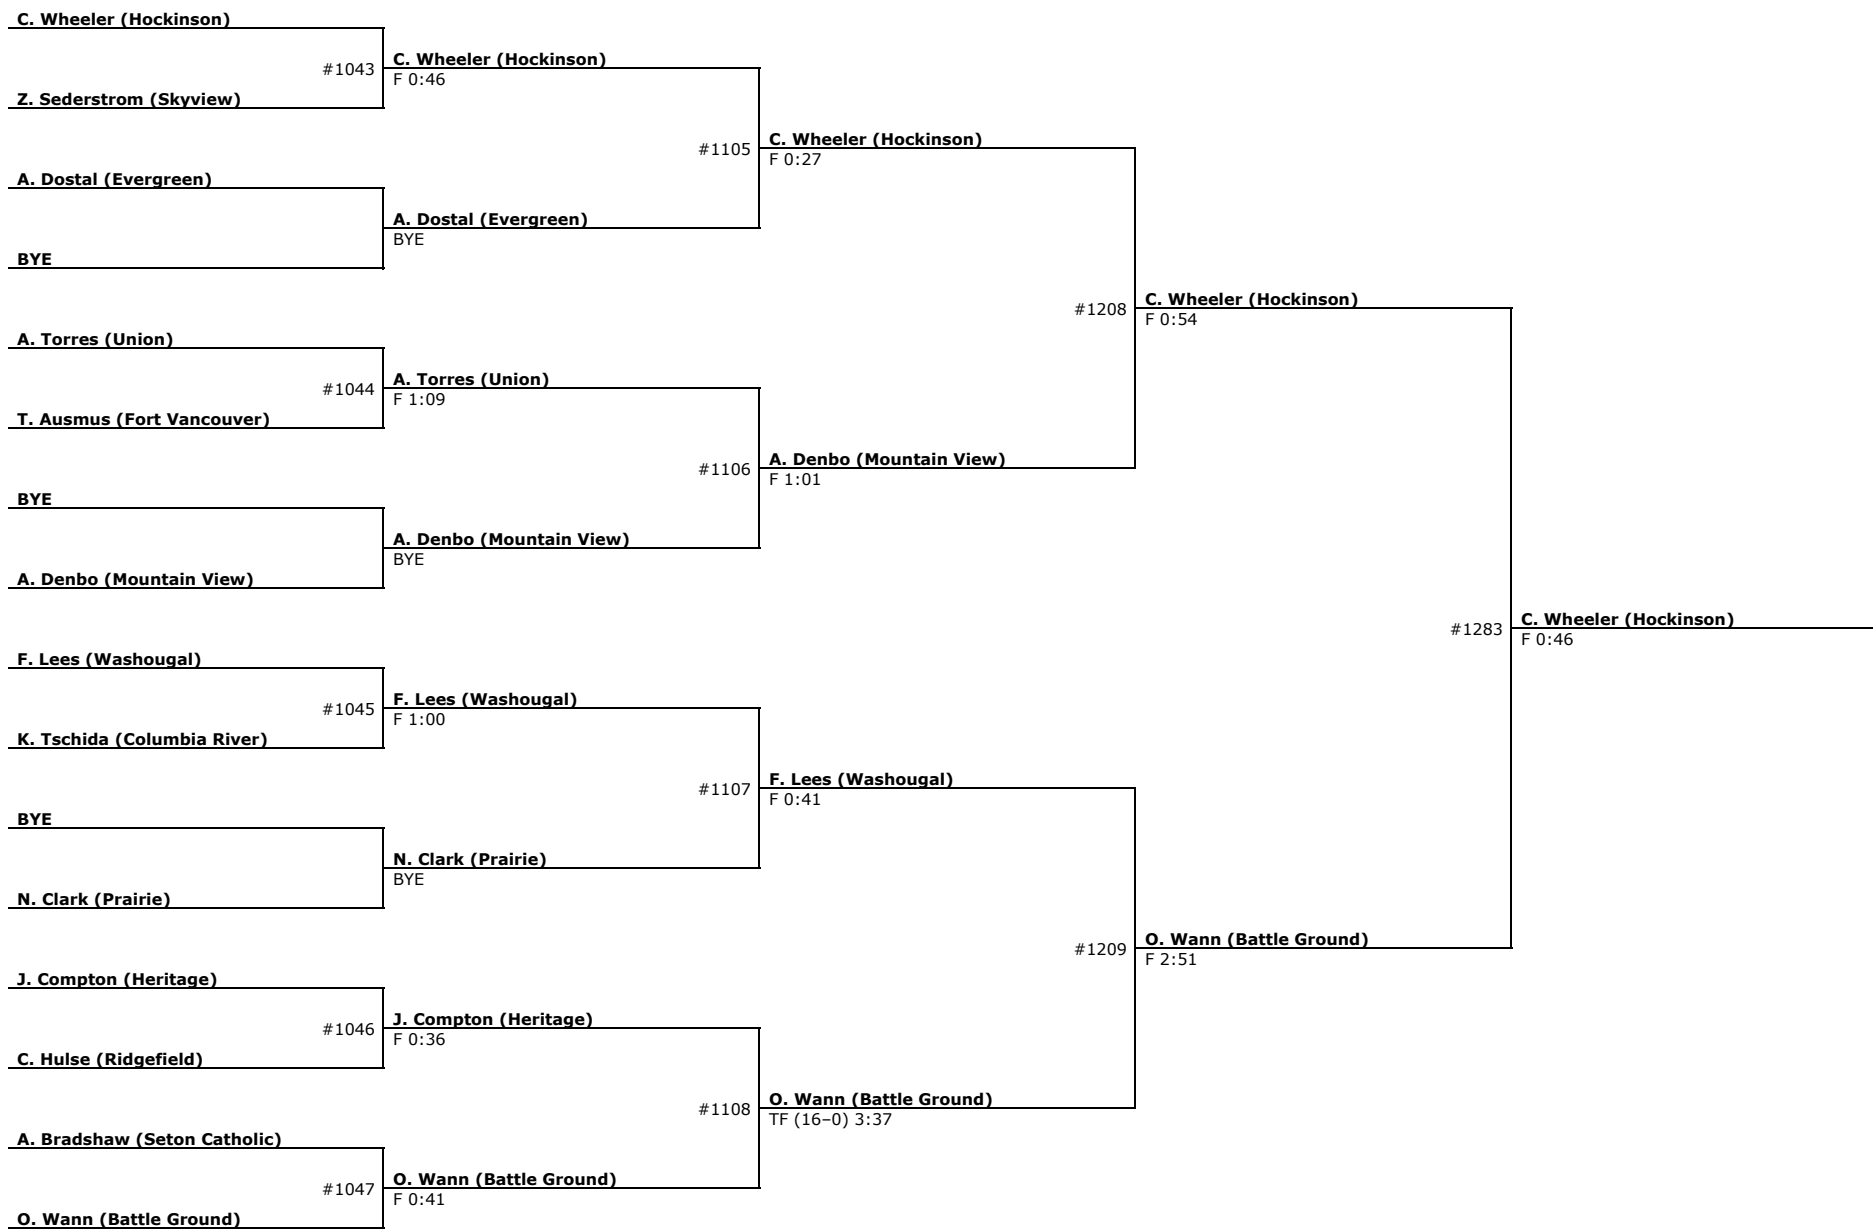 C. Wheeler (Hockinson)
#1043
Z. Sederstrom (Skyview)
A. Dostal (Evergreen)
BYE
A. Torres (Union)
#1044
T. Ausmus (Fort Vancouver)
BYE
A. Denbo (Mountain View)
F. Lees (Washougal)
#1045
K. Tschida (Columbia River)
BYE
N. Clark (Prairie)
J. Compton (Heritage)
#1046
C. Hulse (Ridgefield)
A. Bradshaw (Seton Catholic)
#1047
O. Wann (Battle Ground)
C. Wheeler (Hockinson)
F 0:46
#1105
A. Dostal (Evergreen)
BYE
A. Torres (Union)
F 1:09
#1106
A. Denbo (Mountain View)
BYE
F. Lees (Washougal)
F 1:00
#1107
N. Clark (Prairie)
BYE
J. Compton (Heritage)
F 0:36
#1108
O. Wann (Battle Ground)
F 0:41
C. Wheeler (Hockinson)
F 0:27
#1208
A. Denbo (Mountain View)
F 1:01
F. Lees (Washougal)
F 0:41
#1209
O. Wann (Battle Ground)
TF (16–0) 3:37
C. Wheeler (Hockinson)
F 0:54
#1283
O. Wann (Battle Ground)
F 2:51
C. Wheeler (Hockinson)
F 0:46